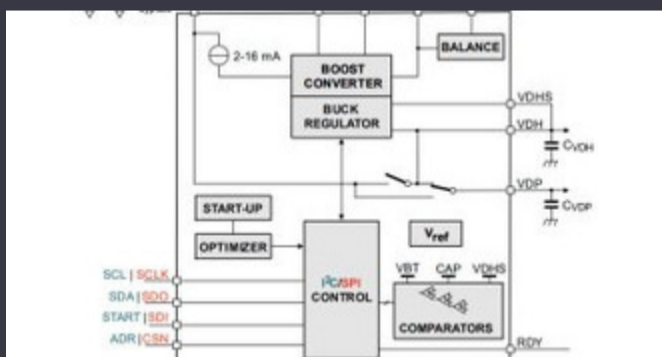 2-16 mA
BALANCE
BOOST
CONVERTER
BUCK
REGULATOR
VDHS
VDH
CVDH
VDP
CVDP
START-UP
OPTIMIZER
Vref
I²C/SPI
CONTROL
VBT CAP VDHS
COMPARATORS
SCL | SCLK
SDA | SDO
START | SDI
ADR | CSN
RDY